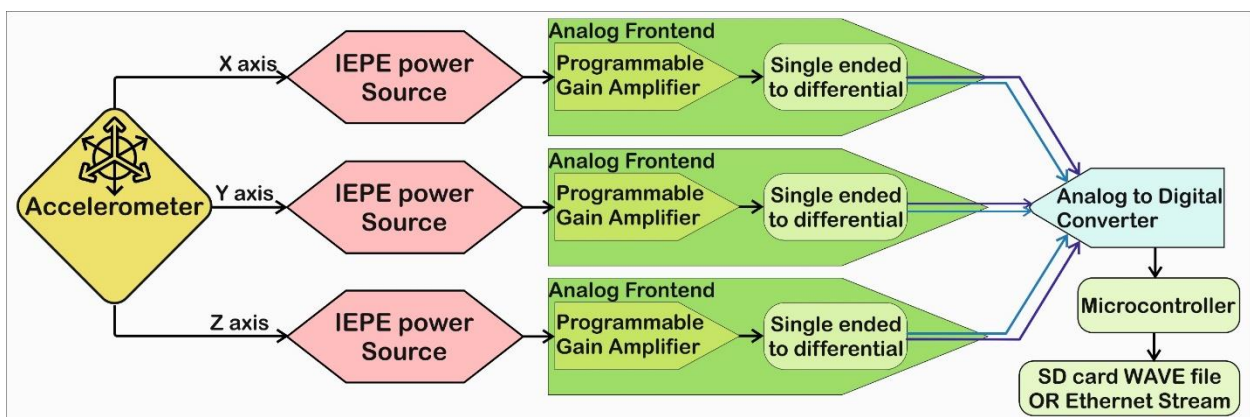 Accelerometer
X axis
IEPE power
Source
Analog Frontend
Programmable
Gain Amplifier
Single ended
to differential
Y axis
IEPE power
Source
Analog Frontend
Programmable
Gain Amplifier
Single ended
to differential
Z axis
IEPE power
Source
Analog Frontend
Programmable
Gain Amplifier
Single ended
to differential
Analog to Digital
Converter
Microcontroller
SD card WAVE file
OR Ethernet Stream